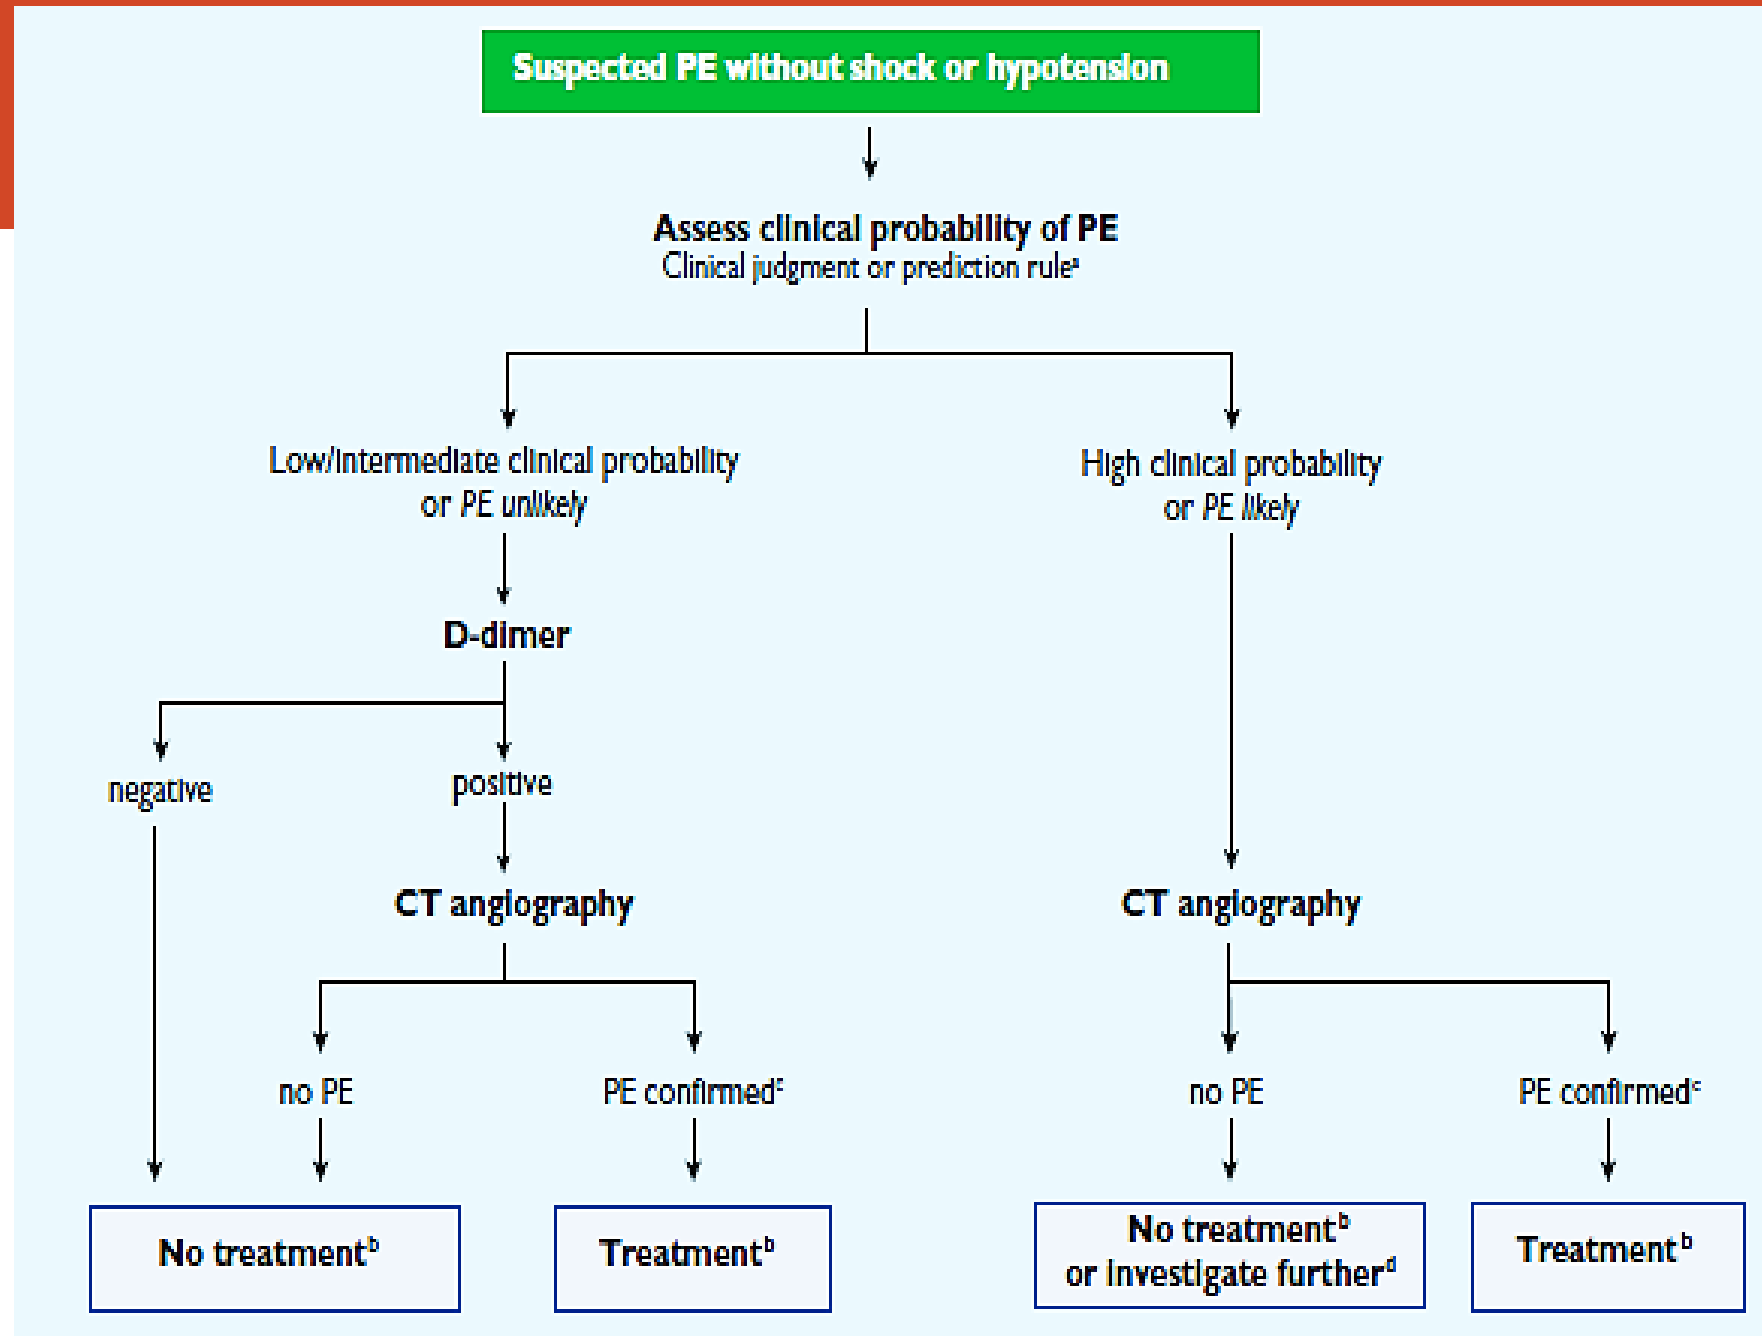 Suspected PE without shock or hypotension
Assess clinical probability of PE
Clinical judgment or prediction ruleᵃ
Low/intermediate clinical probability
or PE unlikely
High clinical probability
or PE likely
D-dimer
negative
positive
CT angiography
CT angiography
no PE
PE confirmedᶜ
no PE
PE confirmedᶜ
No treatmentᵇ
Treatmentᵇ
No treatmentᵇ
or investigate furtherᵈ
Treatmentᵇ